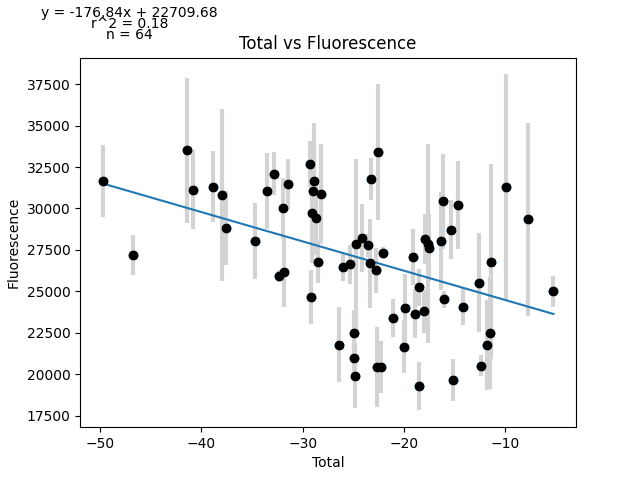 y = -176.84x + 22709.68
r^2 = 0.18
n = 64
Total vs Fluorescence
37500
35000
32500
30000
27500
25000
22500
20000
17500
Fluorescence
−50
−40
−30
−20
−10
Total